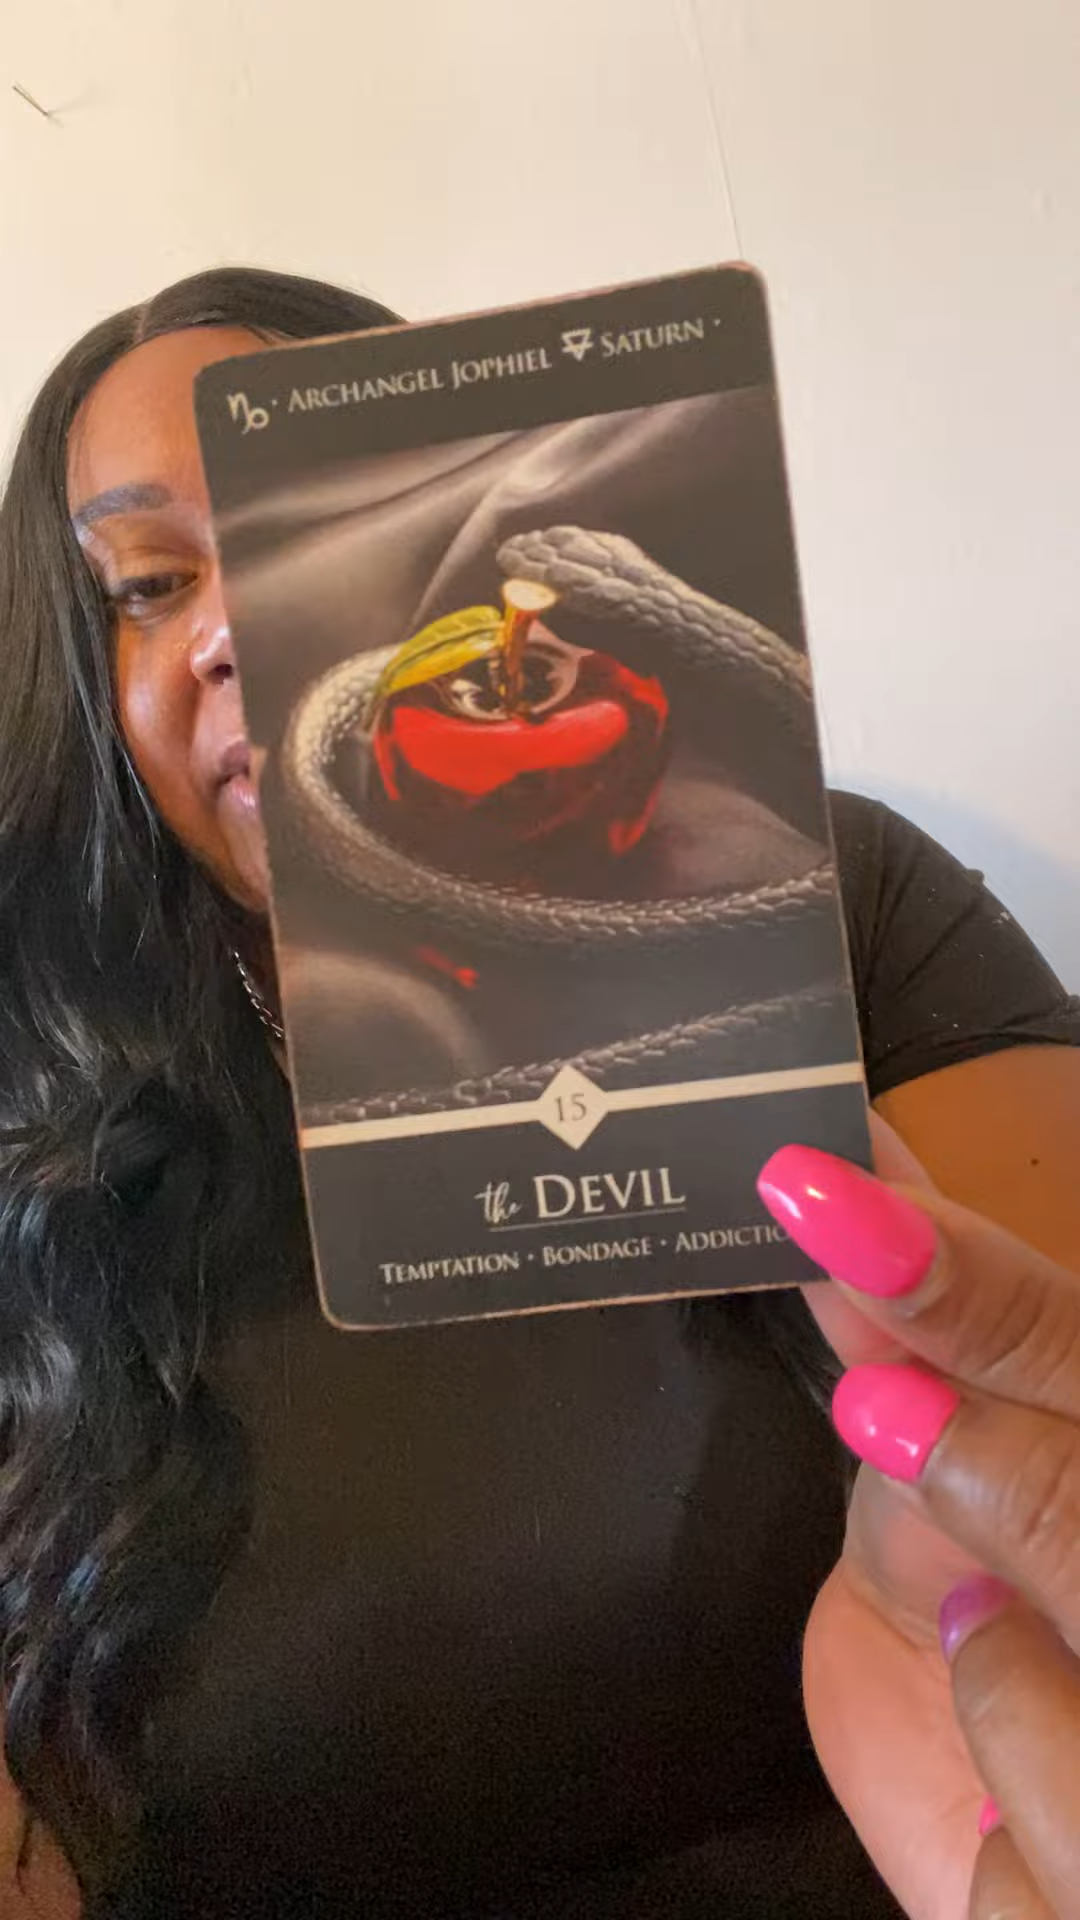 ♑ · ARCHANGEL JOPHIEL 🜃 SATURN ·
15
the DEVIL
TEMPTATION · BONDAGE ·